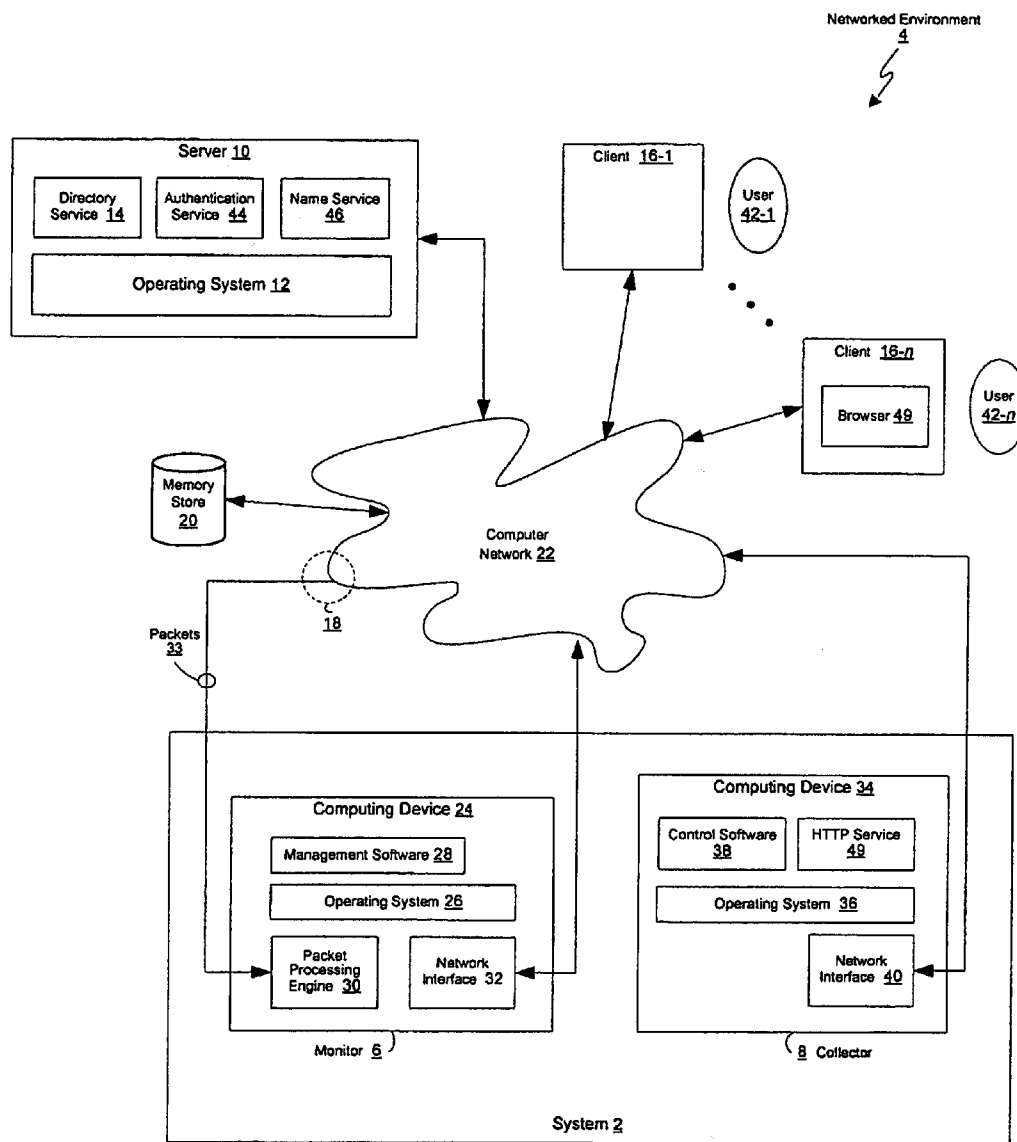 Networked Environment
4
Server 10
Directory
Service 14
Authentication
Service 44
Name Service
46
Operating System 12
Client 16-1
User
42-1
Client 16-n
Browser 49
User
42-n
Memory
Store
20
Computer
Network 22
18
Packets
33
Computing Device 24
Management Software 28
Operating System 26
Packet
Processing
Engine 30
Network
Interface 32
Monitor 6
Computing Device 34
Control Software
38
HTTP Service
49
Operating System 36
Network
Interface 40
8 Collector
System 2